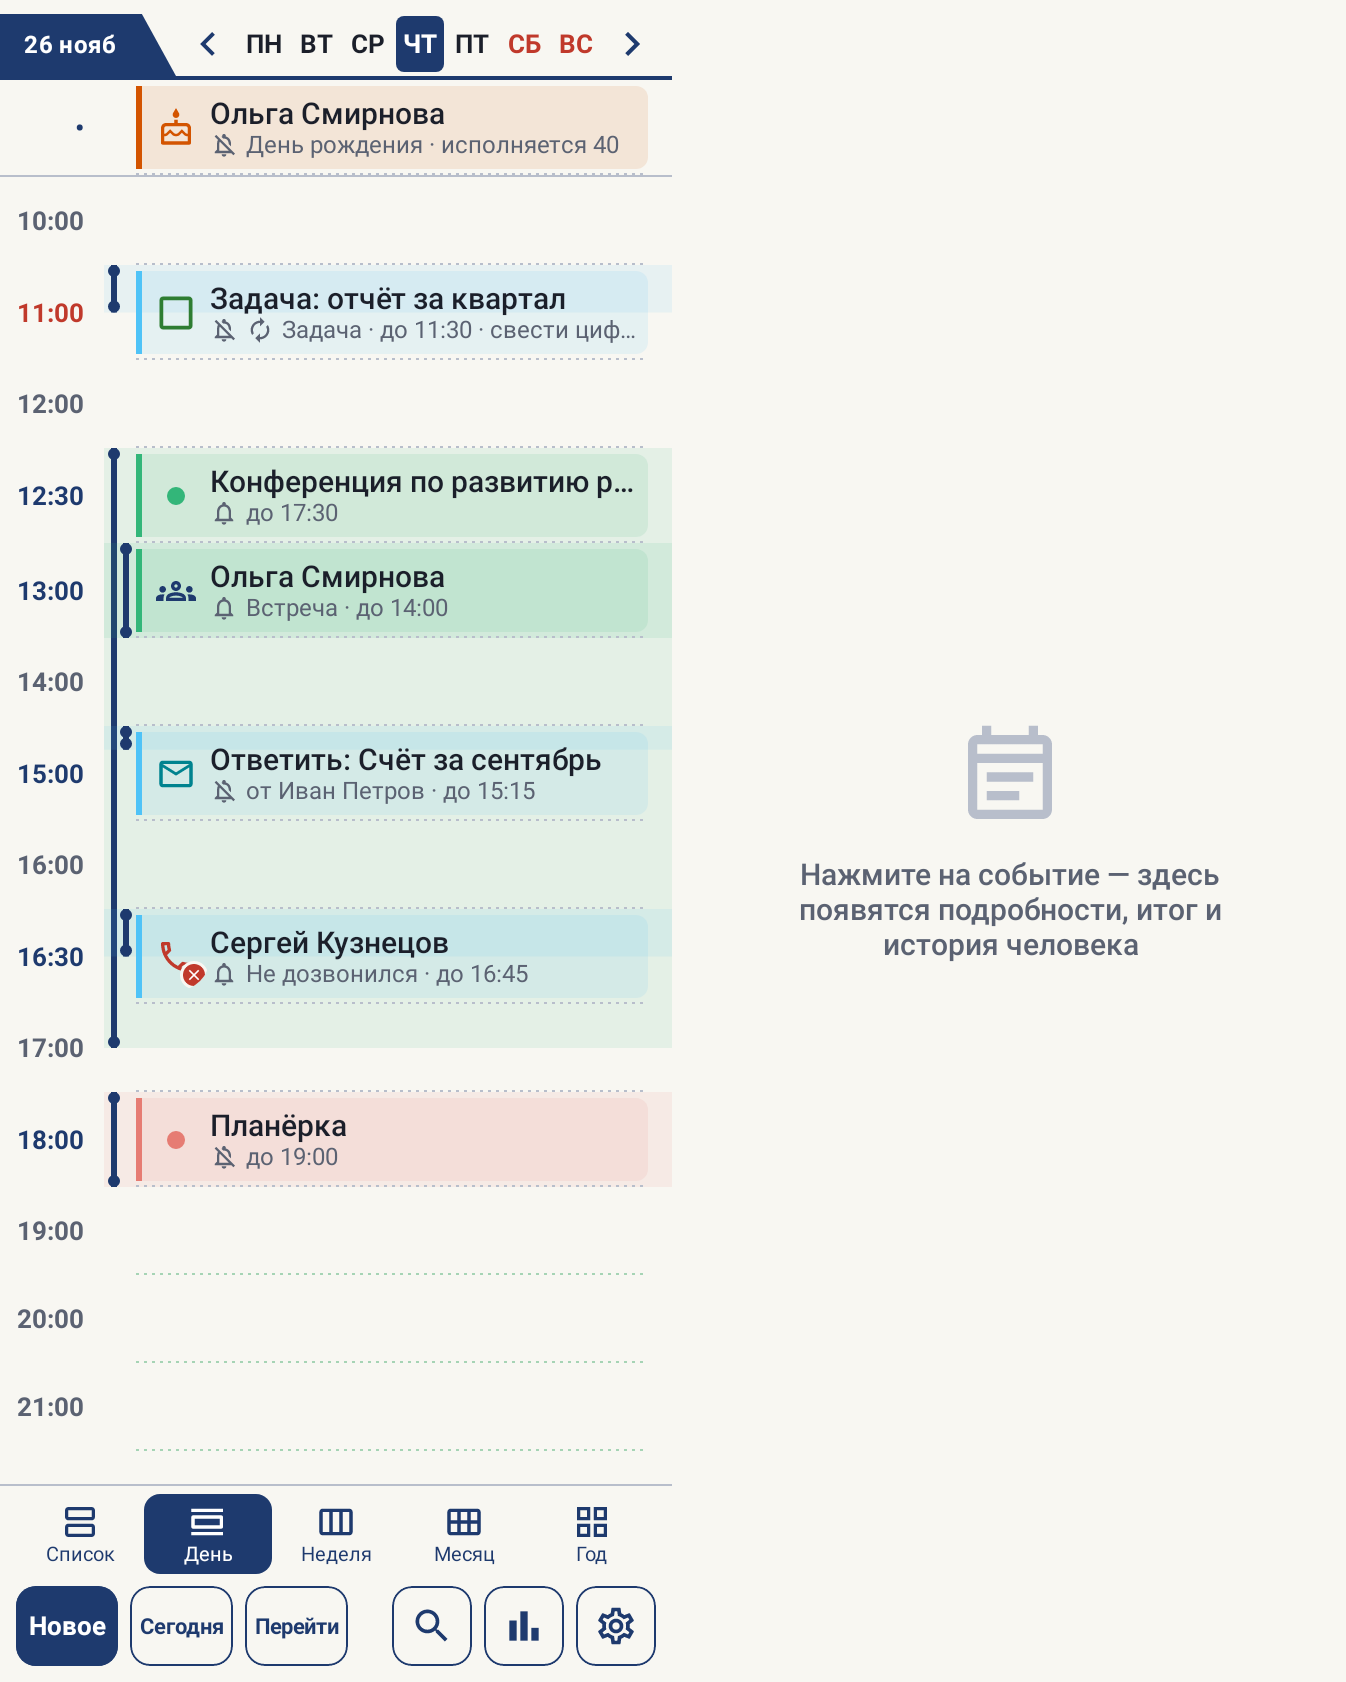 26 нояб
ПН ВТ СР ЧТ ПТ СБ ВС
Ольга Смирнова
День рождения · исполняется 40
10:00
11:00
Задача: отчёт за квартал
Задача · до 11:30 · свести циф...
12:00
12:30
Конференция по развитию р...
до 17:30
13:00
Ольга Смирнова
Встреча · до 14:00
14:00
15:00
Ответить: Счёт за сентябрь
от Иван Петров · до 15:15
16:00
16:30
Сергей Кузнецов
Не дозвонился · до 16:45
17:00
18:00
Планёрка
до 19:00
19:00
20:00
21:00
Список День Неделя Месяц Год
Новое Сегодня Перейти
Нажмите на событие — здесь
появятся подробности, итог и
история человека